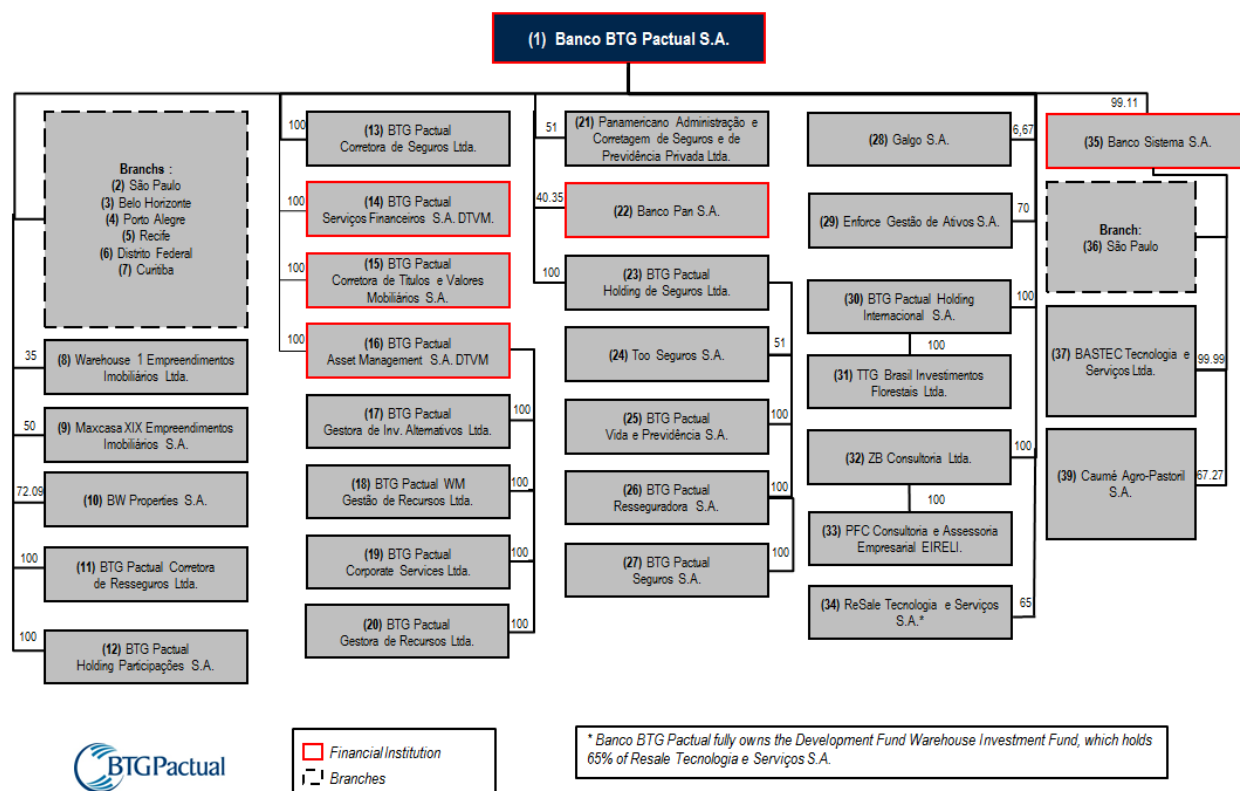 (1) Banco BTG Pactual S.A.
Branchs :
(2) São Paulo
(3) Belo Horizonte
(4) Porto Alegre
(5) Recife
(6) Distrito Federal
(7) Curitiba
35
(8) Warehouse 1 Empreendimentos
Imobiliários Ltda.
50
(9) Maxcasa XIX Empreendimentos
Imobiliários S.A.
72.09
(10) BW Properties S.A.
100
(11) BTG Pactual Corretora
de Resseguros Ltda.
100
(12) BTG Pactual
Holding Participações S.A.
100
(13) BTG Pactual
Corretora de Seguros Ltda.
100
(14) BTG Pactual
Serviços Financeiros S.A. DTVM.
100
(15) BTG Pactual
Corretora de Titulos e Valores
Mobiliários S.A.
100
(16) BTG Pactual
Asset Management S.A. DTVM
(17) BTG Pactual
Gestora de Inv. Alternativos Ltda.
100
(18) BTG Pactual WM
Gestão de Recursos Ltda.
100
(19) BTG Pactual
Corporate Services Ltda.
100
(20) BTG Pactual
Gestora de Recursos Ltda.
100
51
(21) Panamericano Administração e
Corretagem de Seguros e de
Previdência Privada Ltda.
40.35
(22) Banco Pan S.A.
100
(23) BTG Pactual
Holding de Seguros Ltda.
(24) Too Seguros S.A.
51
(25) BTG Pactual
Vida e Previdência S.A.
100
(26) BTG Pactual
Resseguradora S.A.
100
(27) BTG Pactual
Seguros S.A.
100
(28) Galgo S.A.
6,67
(29) Enforce Gestão de Ativos S.A.
70
(30) BTG Pactual Holding
Internacional S.A.
100
100
(31) TTG Brasil Investimentos
Florestais Ltda.
(32) ZB Consultoria Ltda.
100
100
(33) PFC Consultoria e Assessoria
Empresarial EIRELI.
(34) ReSale Tecnologia e Serviços
S.A.*
65
99.11
(35) Banco Sistema S.A.
Branch:
(36) São Paulo
(37) BASTEC Tecnologia e
Serviços Ltda.
99.99
(39) Caumé Agro-Pastoril
S.A.
67.27
BTGPactual
Financial Institution
Branches
* Banco BTG Pactual fully owns the Development Fund Warehouse Investment Fund, which holds
65% of Resale Tecnologia e Serviços S.A.